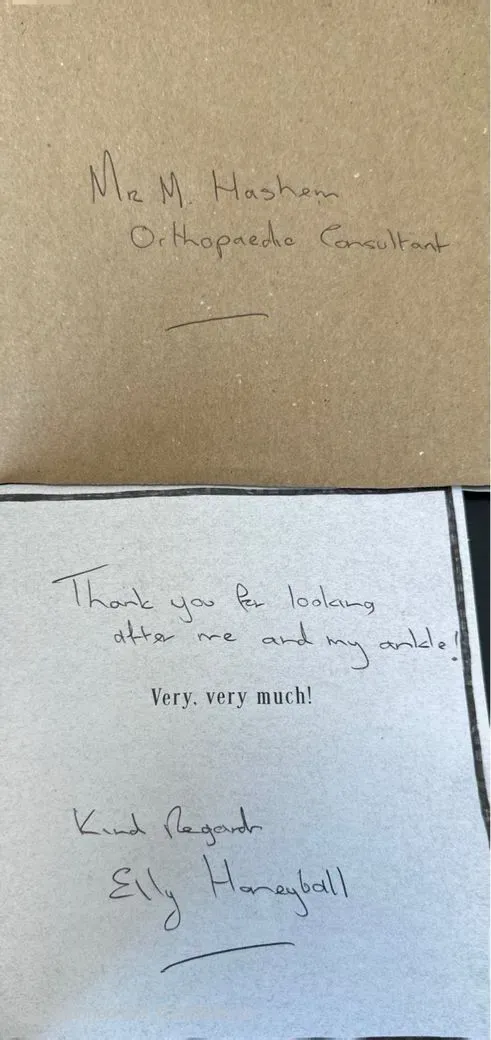 Mr M. Hashem
Orthopaedic Consultant
Thank you for looking
after me and my ankle!
Very, very much!
Kind Regards
Elly Honeyball